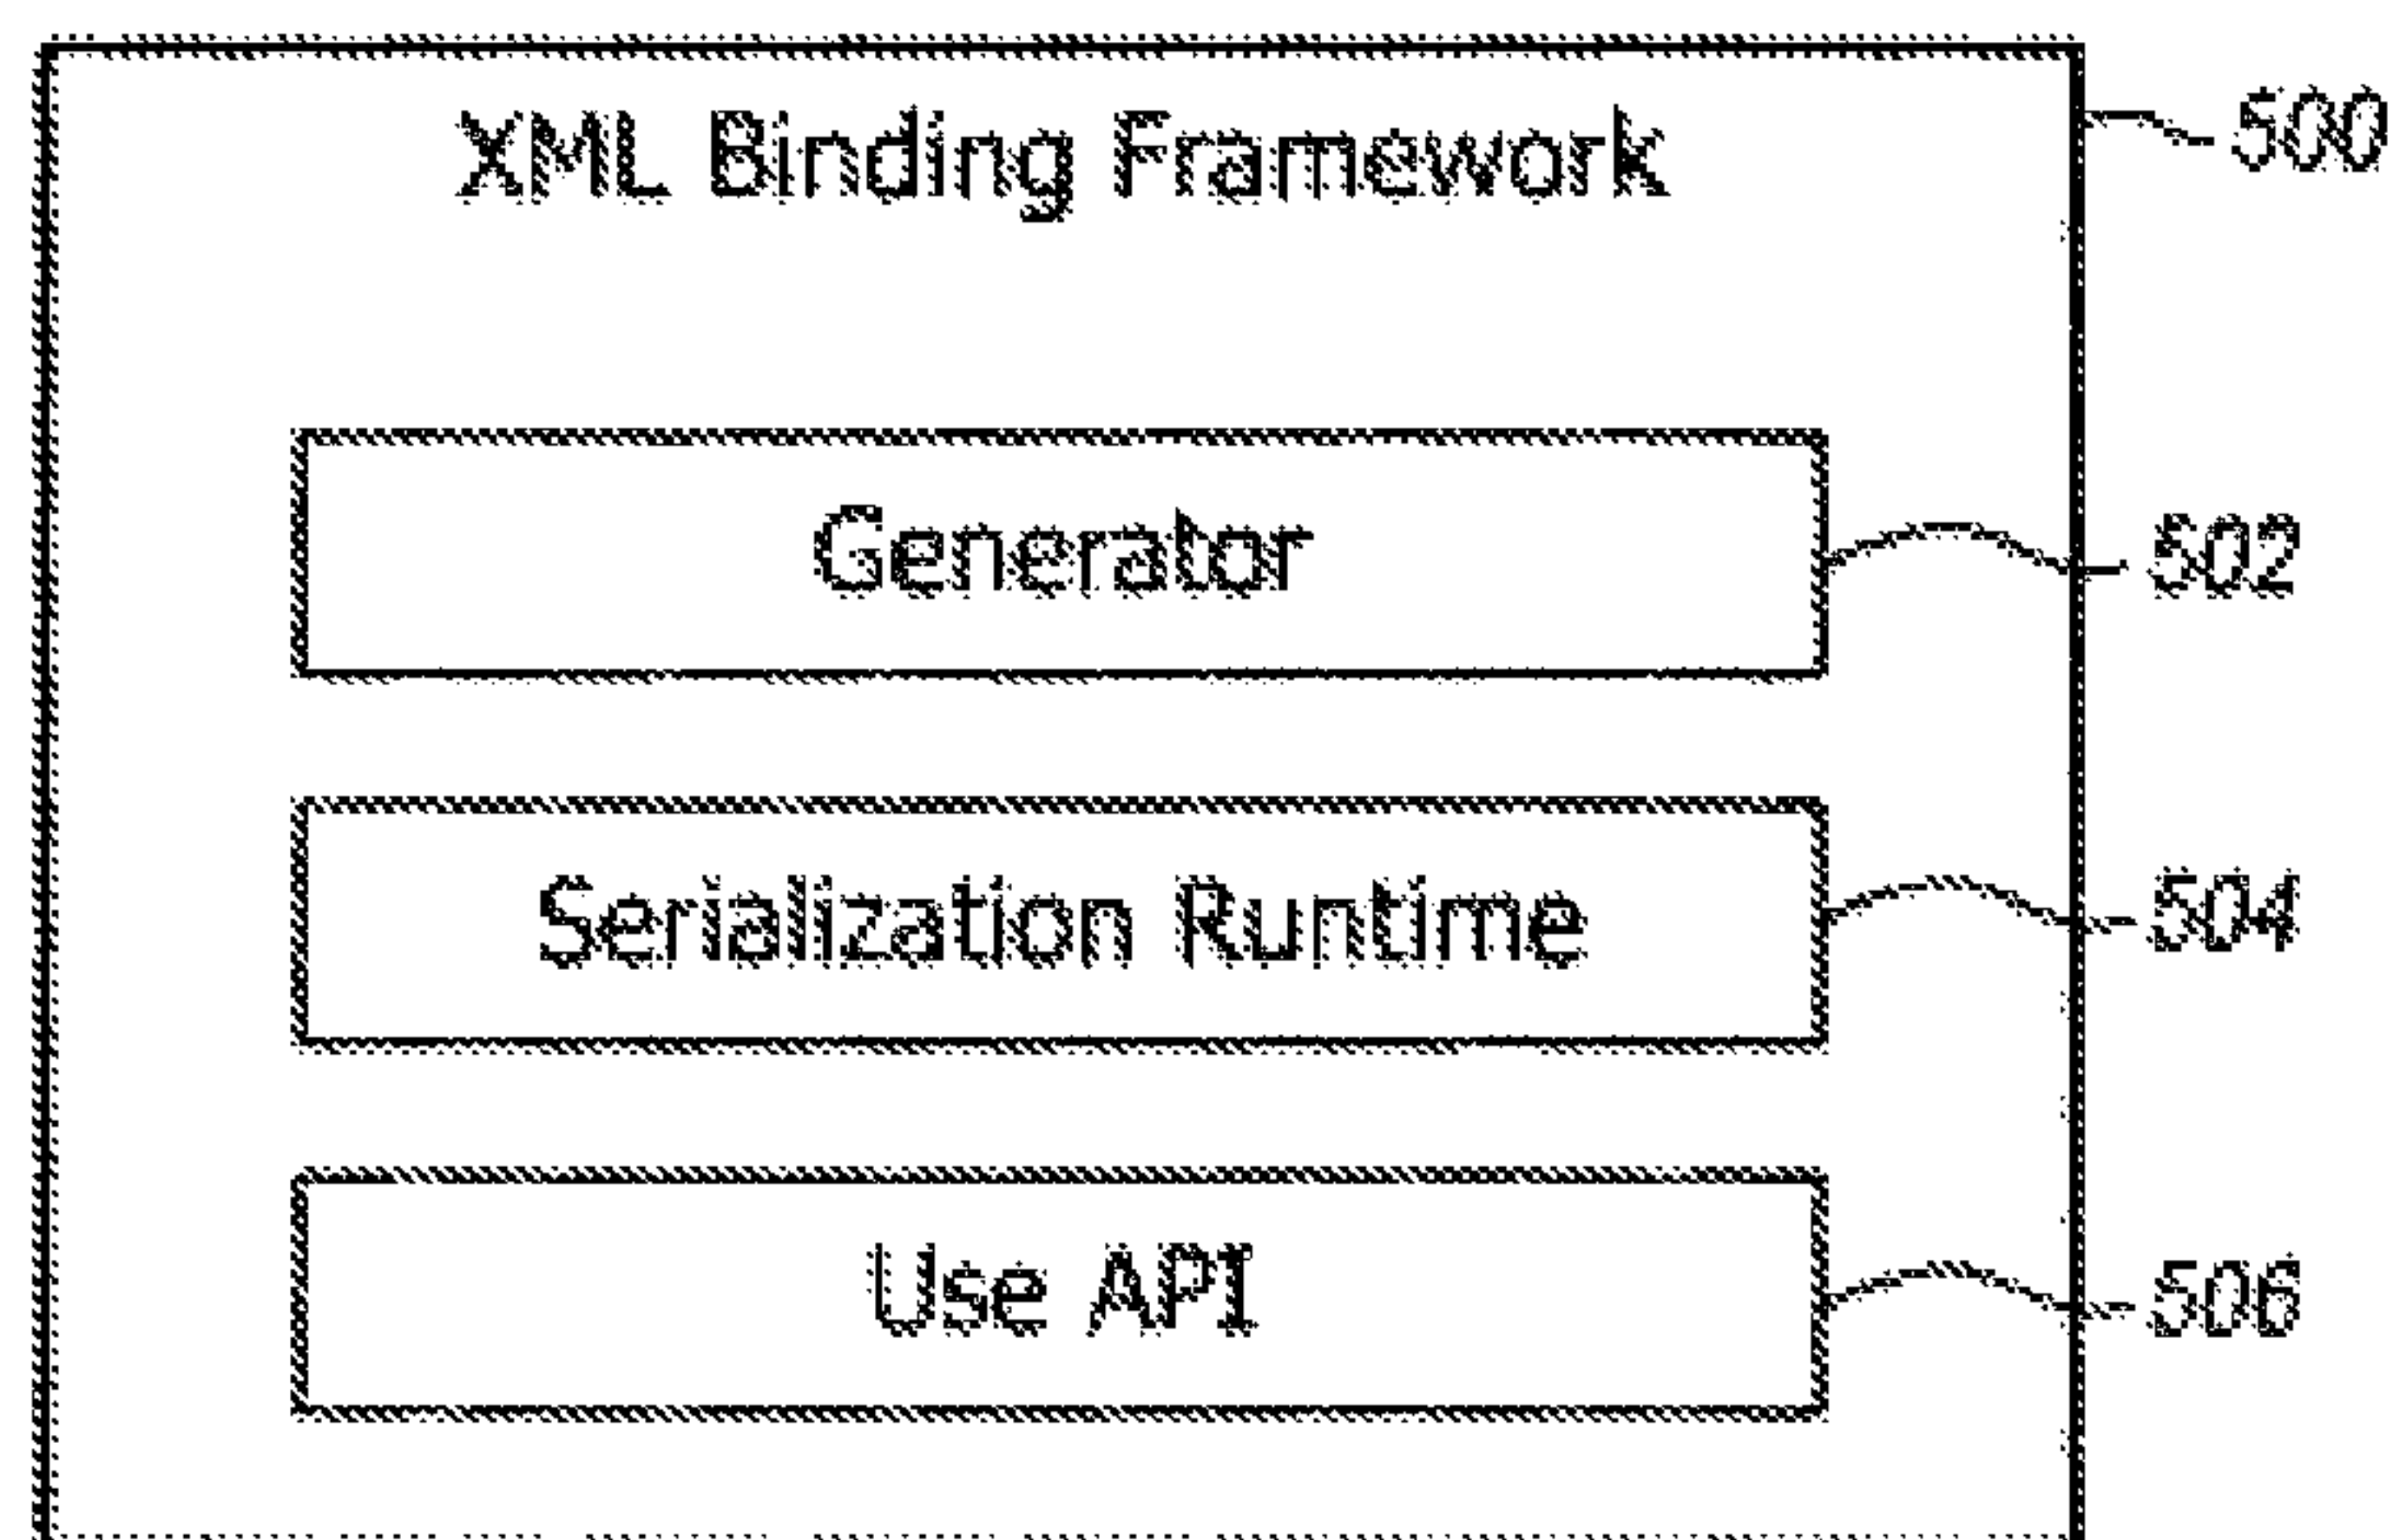 XML Binding Framework
500
Generator
502
Serialization Runtime
504
Use API
506